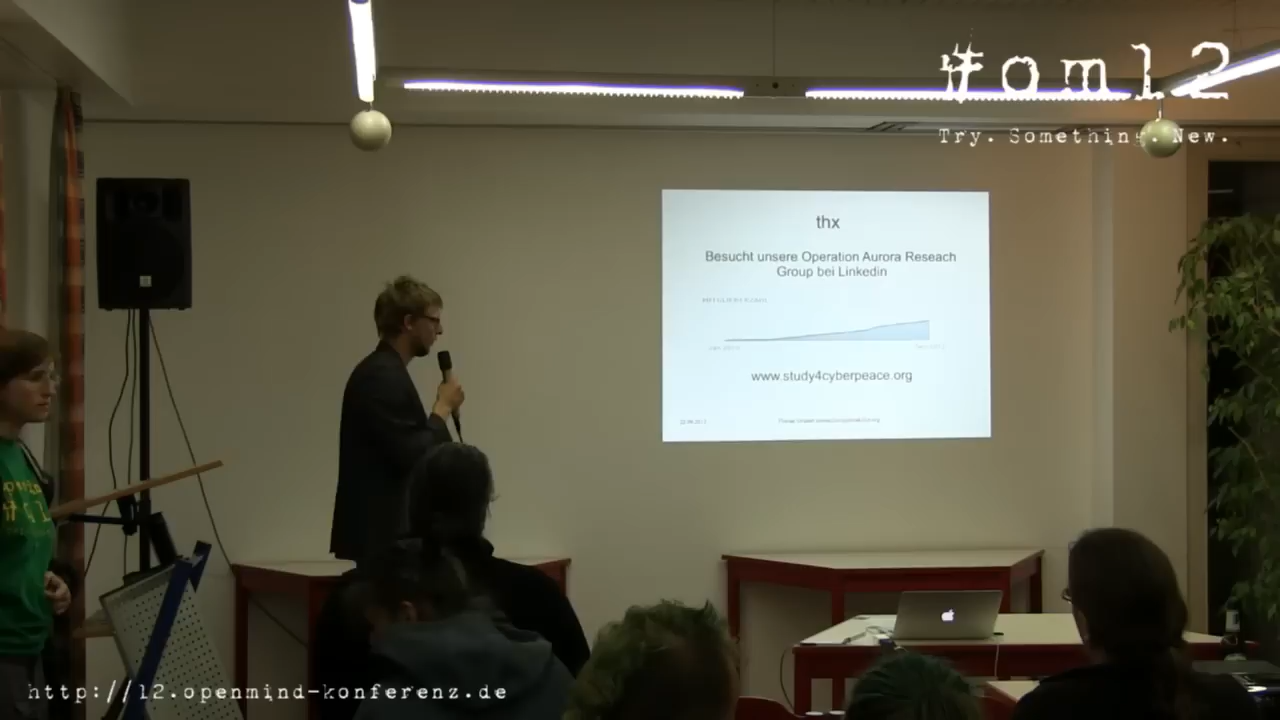 #om12
Try. Something. New.
thx
Besucht unsere Operation Aurora Reseach
Group bei Linkedin
www.study4cyberpeace.org
http://12.openmind-konferenz.de